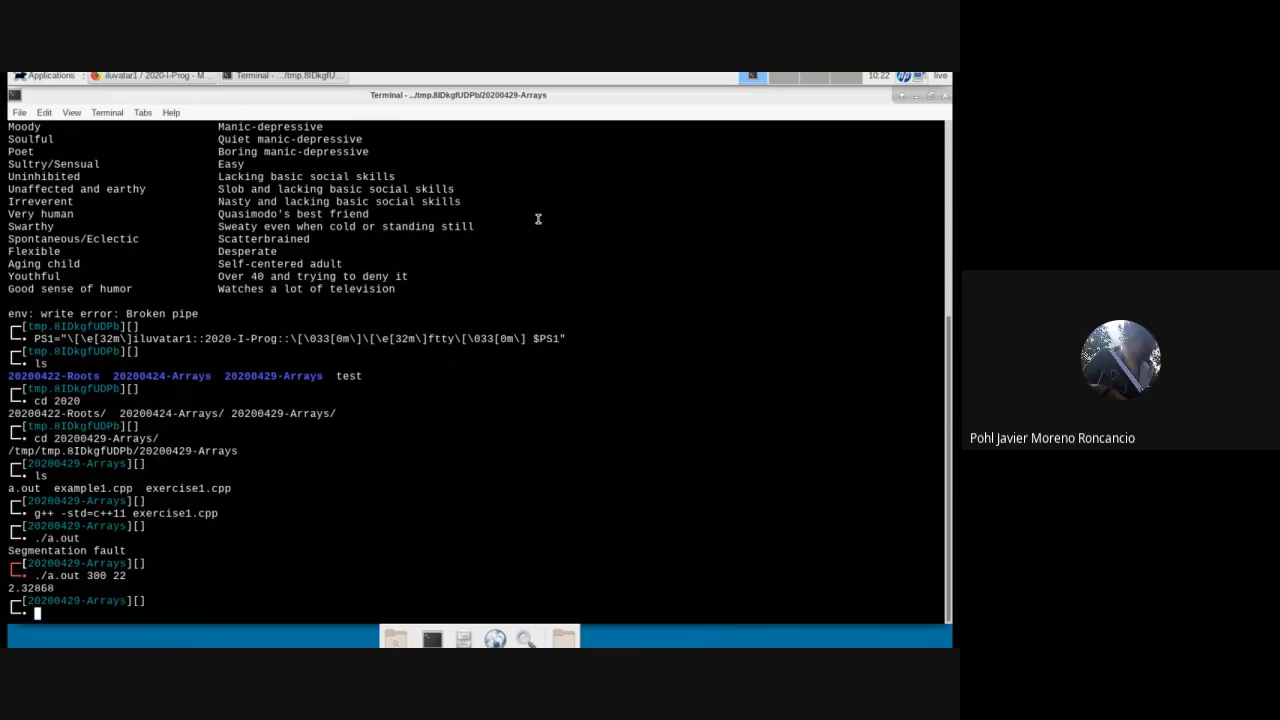 Applications : iluvatar1 / 2020-I-Prog - M... Terminal - .../tmp.8IDkgfU... 10:22 live
Terminal - .../tmp.8IDkgfUDPb/20200429-Arrays
File Edit View Terminal Tabs Help
Moody Manic-depressive
Soulful Quiet manic-depressive
Poet Boring manic-depressive
Sultry/Sensual Easy
Uninhibited Lacking basic social skills
Unaffected and earthy Slob and lacking basic social skills
Irreverent Nasty and lacking basic social skills
Very human Quasimodo's best friend
Swarthy Sweaty even when cold or standing still
Spontaneous/Eclectic Scatterbrained
Flexible Desperate
Aging child Self-centered adult
Youthful Over 40 and trying to deny it
Good sense of humor Watches a lot of television
env: write error: Broken pipe
[tmp.8IDkgfUDPb][]
PS1="\[\e[32m\]iluvatar1::2020-I-Prog::\[\033[0m\]\[\e[32m\]ftty\[\033[0m\] $PS1"
[tmp.8IDkgfUDPb][]
ls
20200422-Roots 20200424-Arrays 20200429-Arrays test
[tmp.8IDkgfUDPb][]
cd 2020
20200422-Roots/ 20200424-Arrays/ 20200429-Arrays/
[tmp.8IDkgfUDPb][]
cd 20200429-Arrays/
/tmp/tmp.8IDkgfUDPb/20200429-Arrays
[20200429-Arrays][]
ls
a.out example1.cpp exercise1.cpp
[20200429-Arrays][]
g++ -std=c++11 exercise1.cpp
[20200429-Arrays][]
./a.out
Segmentation fault
[20200429-Arrays][]
./a.out 300 22
2.32868
[20200429-Arrays][]
Pohl Javier Moreno Roncancio